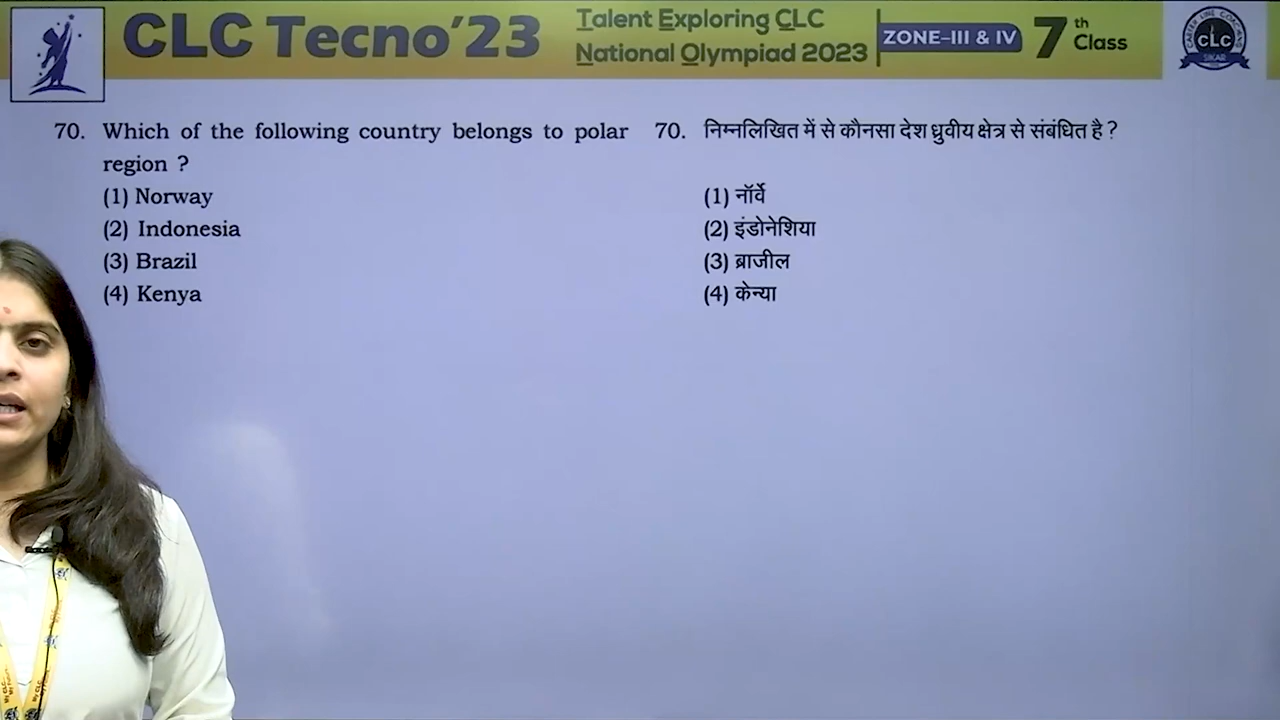 CLC Tecno'23
Talent Exploring CLC
National Olympiad 2023
ZONE–III & IV
7th Class
CLC
SIKAR
70. Which of the following country belongs to polar
region ?
(1) Norway
(2) Indonesia
(3) Brazil
(4) Kenya
70. निम्नलिखित में से कौनसा देश ध्रुवीय क्षेत्र से संबंधित है ?
(1) नॉर्वे
(2) इंडोनेशिया
(3) ब्राजील
(4) केन्या